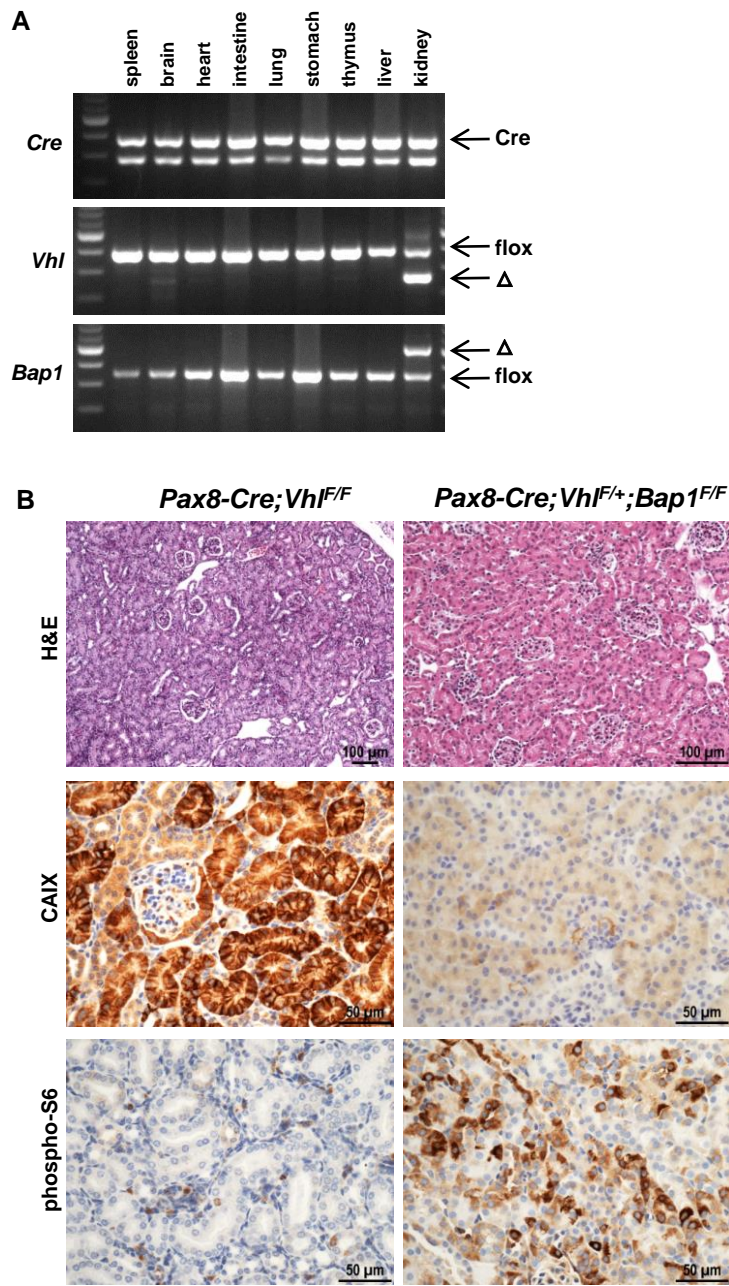 A
spleen
brain
heart
intestine
lung
stomach
thymus
liver
kidney
Cre
Cre
Vhl
flox
Δ
Bap1
Δ
flox
B
Pax8-Cre;Vhl^F/F
Pax8-Cre;Vhl^F/+;Bap1^F/F
H&E
100 µm
100 µm
CAIX
50 µm
50 µm
phospho-S6
50 µm
50 µm